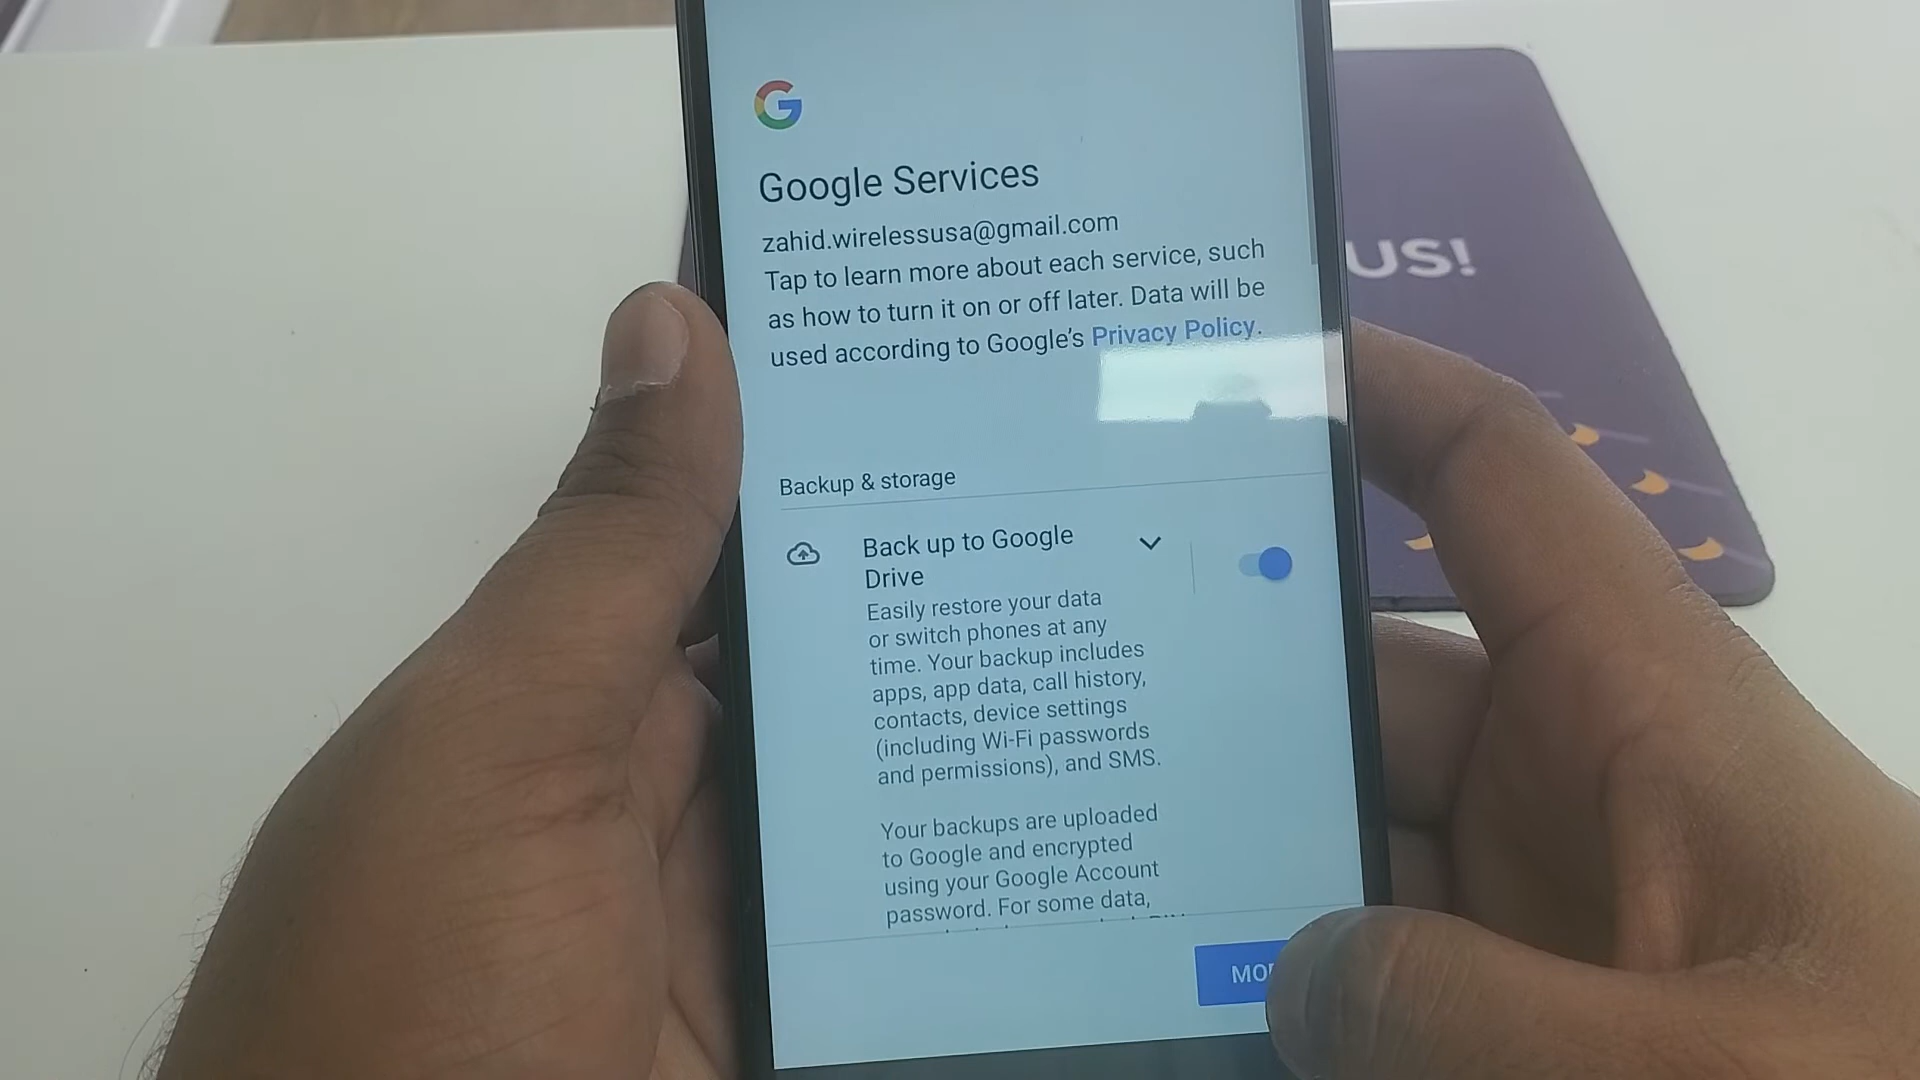 Google Services
zahid.wirelessusa@gmail.com
Tap to learn more about each service, such
as how to turn it on or off later. Data will be
used according to Google’s Privacy Policy.
US!
Backup & storage
Back up to Google
Drive
Easily restore your data
or switch phones at any
time. Your backup includes
apps, app data, call history,
contacts, device settings
(including Wi-Fi passwords
and permissions), and SMS.
Your backups are uploaded
to Google and encrypted
using your Google Account
password. For some data,